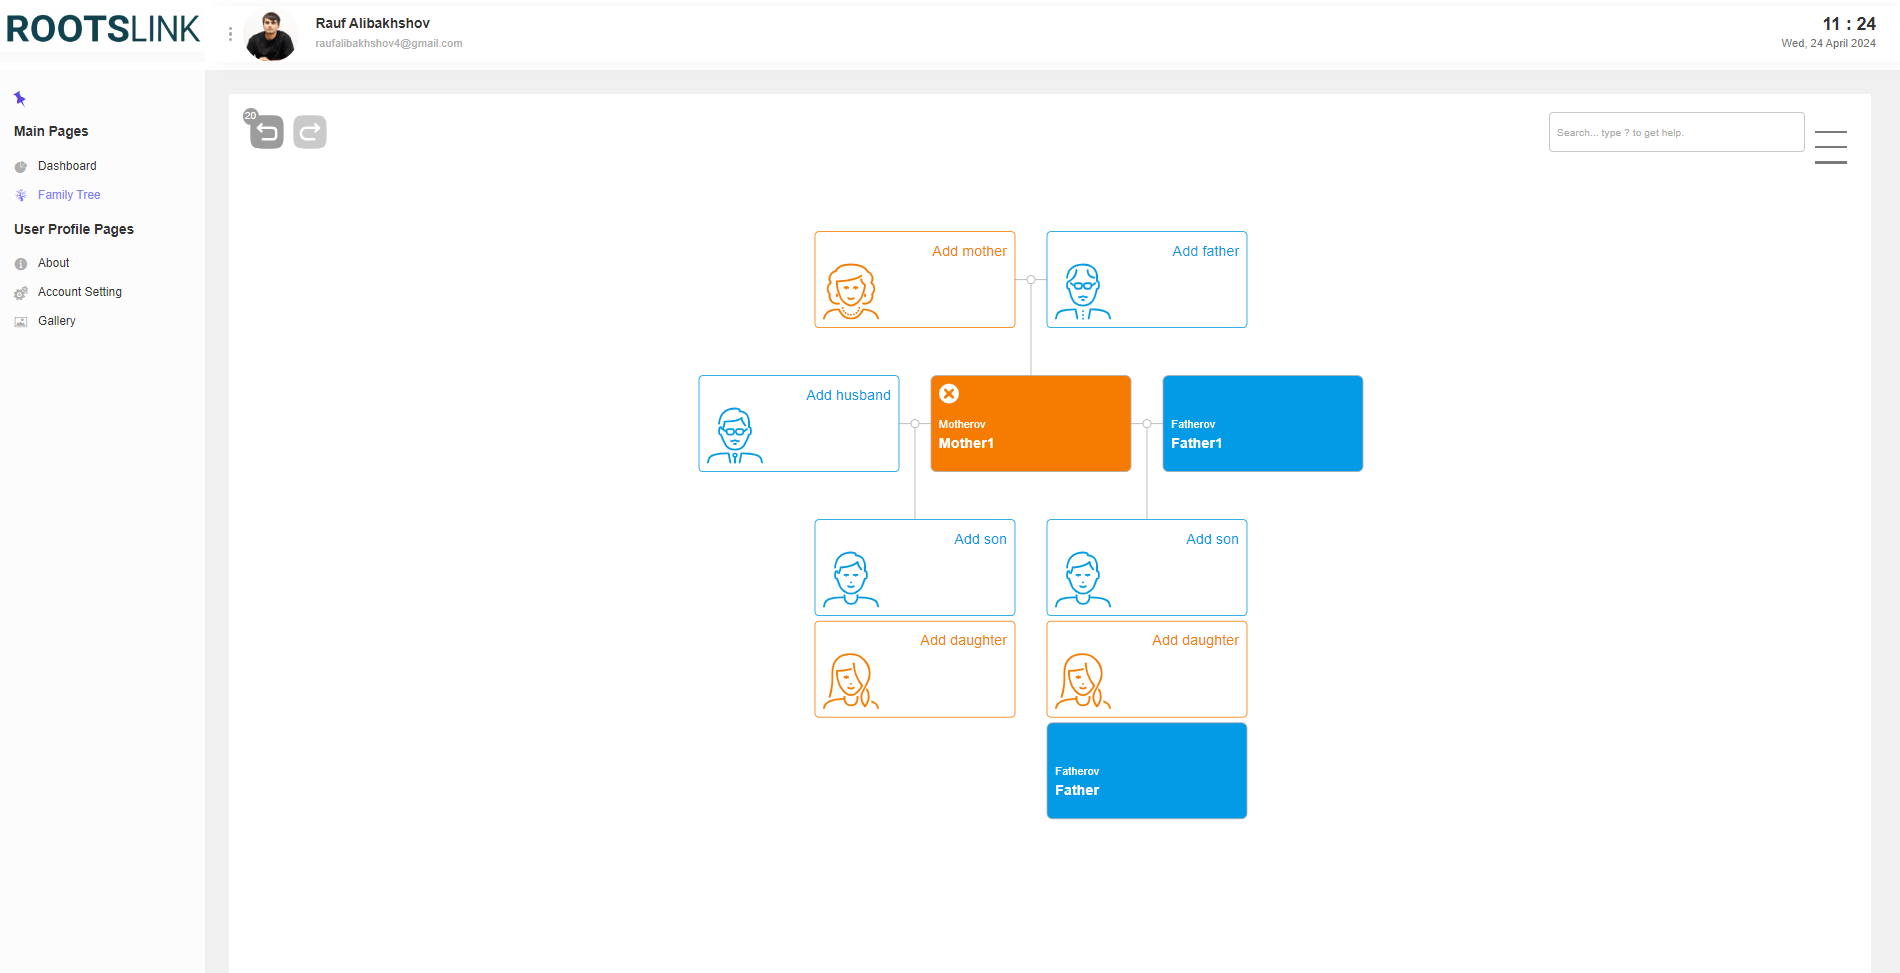 ROOTSLINK
Rauf Alibakhshov
raufalibakhshov4@gmail.com
11 : 24
Wed, 24 April 2024
Main Pages
Dashboard
Family Tree
User Profile Pages
About
Account Setting
Gallery
20
Search... type ? to get help.
Add mother
Add father
Add husband
Motherov
Mother1
Fatherov
Father1
Add son
Add son
Add daughter
Add daughter
Fatherov
Father